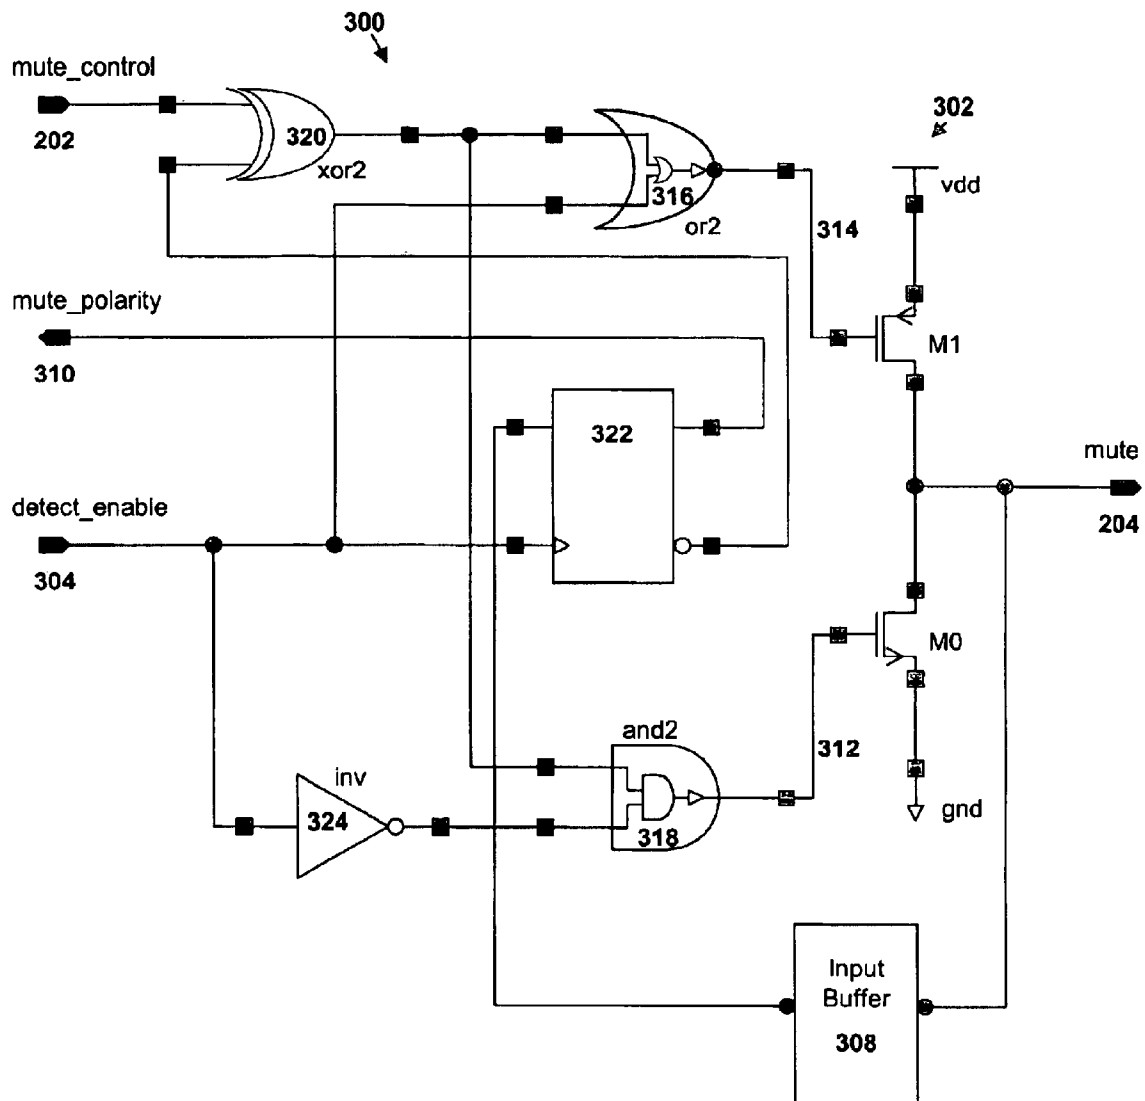 300
mute_control
202
320
xor2
316
or2
302
vdd
314
mute_polarity
310
M1
322
mute
204
detect_enable
304
M0
and2
312
inv
324
318
gnd
Input
Buffer
308